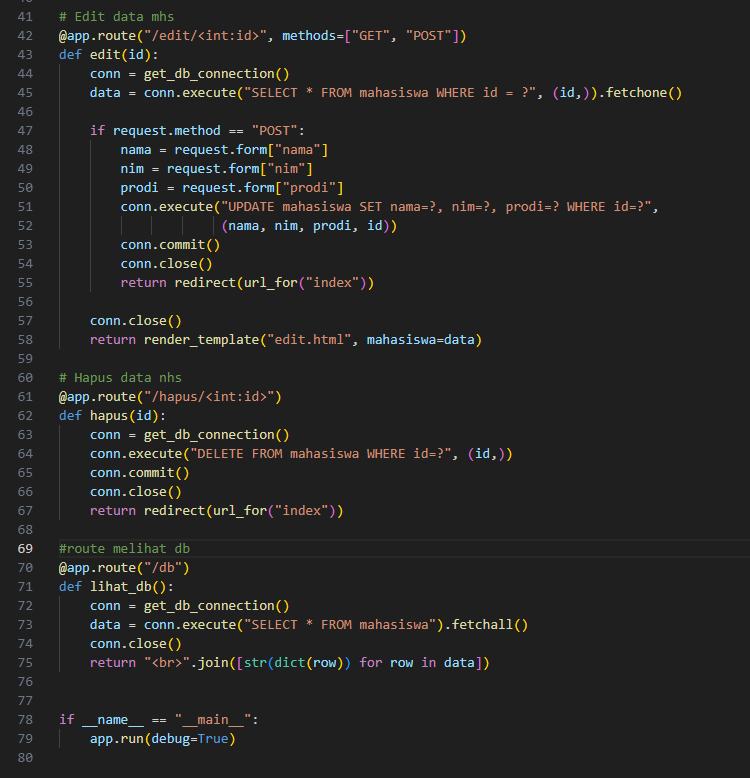 41 # Edit data mhs
42 @app.route("/edit/<int:id>", methods=["GET", "POST"])
43 def edit(id):
44     conn = get_db_connection()
45     data = conn.execute("SELECT * FROM mahasiswa WHERE id = ?", (id,)).fetchone()
46
47     if request.method == "POST":
48         nama = request.form["nama"]
49         nim = request.form["nim"]
50         prodi = request.form["prodi"]
51         conn.execute("UPDATE mahasiswa SET nama=?, nim=?, prodi=? WHERE id=?",
52                      (nama, nim, prodi, id))
53         conn.commit()
54         conn.close()
55         return redirect(url_for("index"))
56
57     conn.close()
58     return render_template("edit.html", mahasiswa=data)
59
60 # Hapus data nhs
61 @app.route("/hapus/<int:id>")
62 def hapus(id):
63     conn = get_db_connection()
64     conn.execute("DELETE FROM mahasiswa WHERE id=?", (id,))
65     conn.commit()
66     conn.close()
67     return redirect(url_for("index"))
68
69 #route melihat db
70 @app.route("/db")
71 def lihat_db():
72     conn = get_db_connection()
73     data = conn.execute("SELECT * FROM mahasiswa").fetchall()
74     conn.close()
75     return "<br>".join([str(dict(row)) for row in data])
76
77
78 if __name__ == "__main__":
79     app.run(debug=True)
80